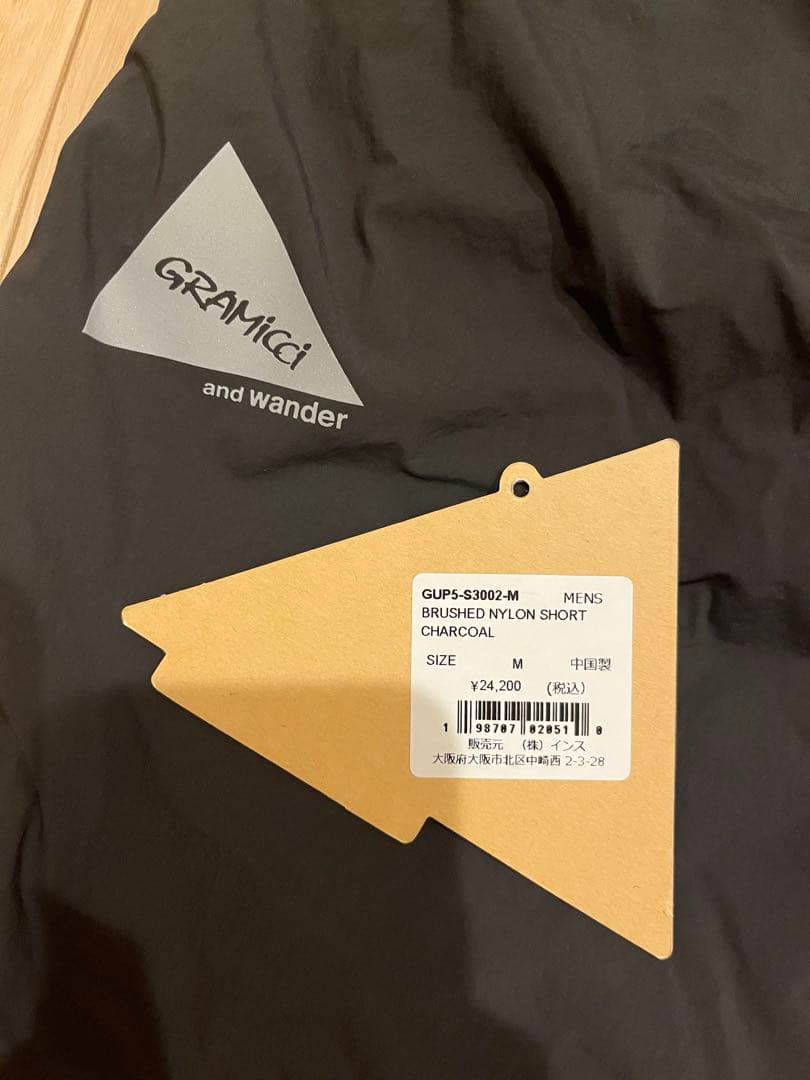 GRAMicci
and wander
GUP5-S3002-M MENS
BRUSHED NYLON SHORT
CHARCOAL
SIZE M 中国製
¥24,200 (税込)
1 98707 02051 0
販売元 (株) インス
大阪府大阪市北区中崎西 2-3-28